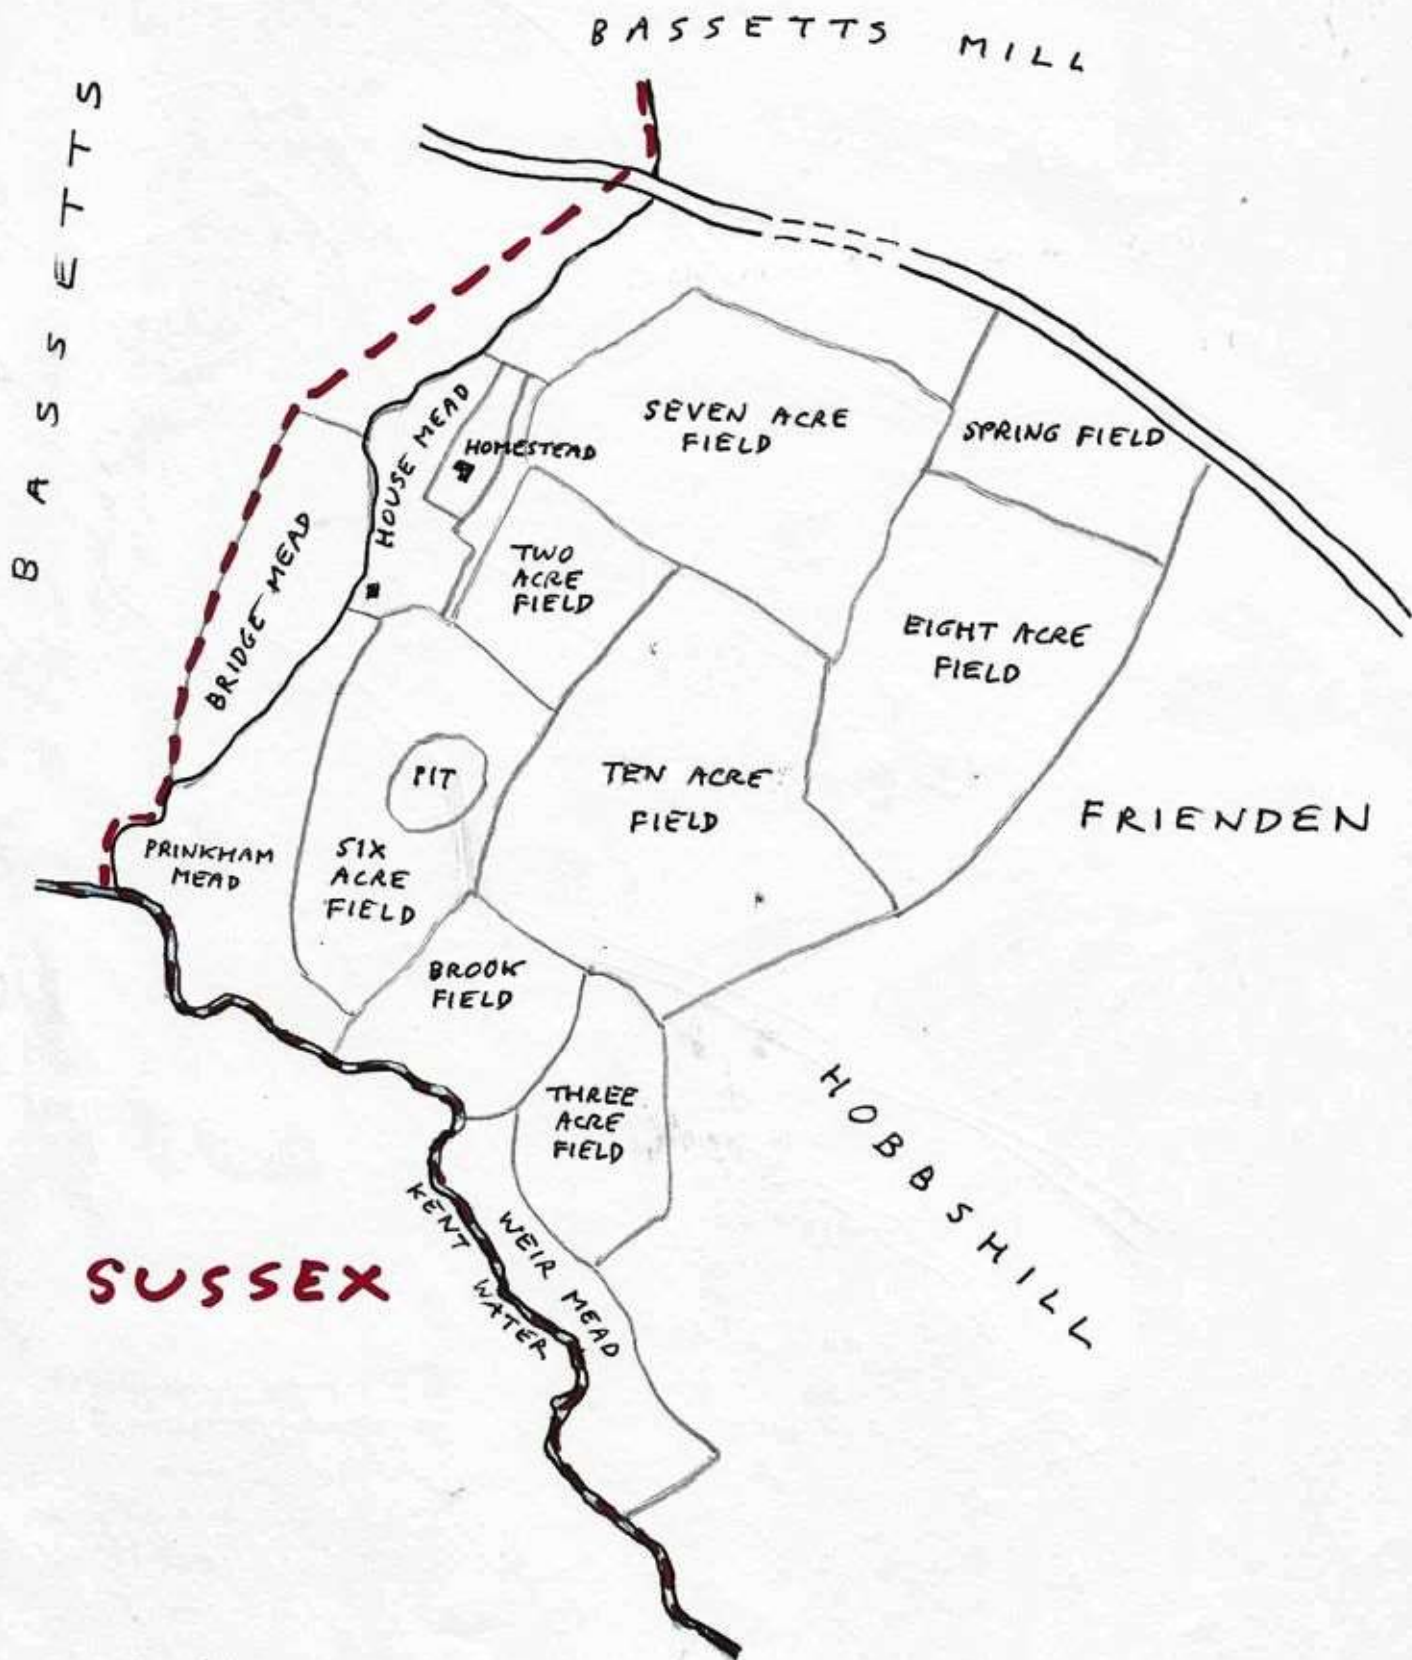 BASSETTS MILL
BASSETTS
HOUSE MEAD
HOMESTEAD
SEVEN ACRE
FIELD
SPRING FIELD
BRIDGE MEAD
TWO
ACRE
FIELD
EIGHT ACRE
FIELD
PIT
TEN ACRE
FIELD
FRIENDEN
PRINKHAM
MEAD
SIX
ACRE
FIELD
BROOK
FIELD
THREE
ACRE
FIELD
HOBBSHILL
KENT
WATER
WEIR MEAD
SUSSEX